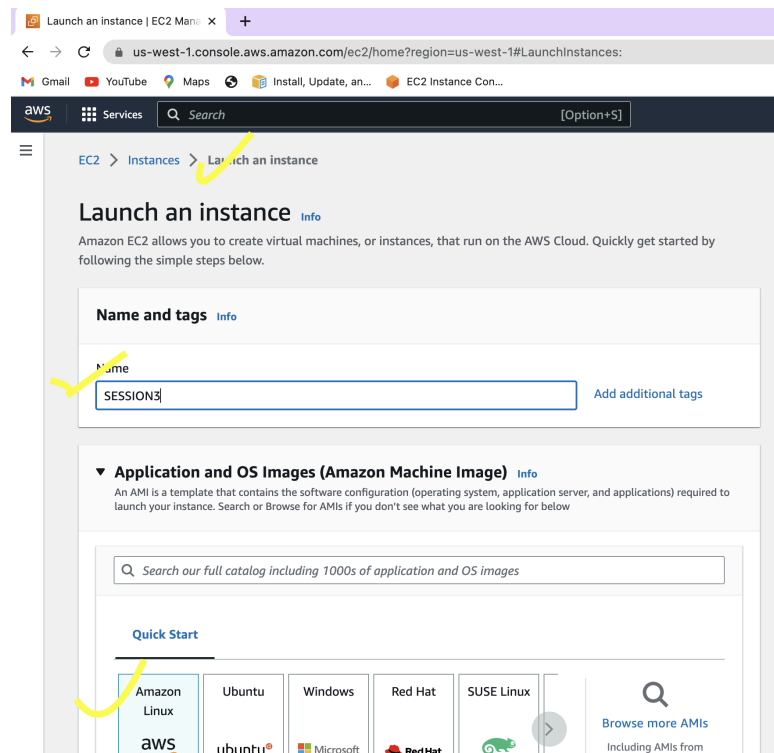 Launch an instance | EC2 Mana
us-west-1.console.aws.amazon.com/ec2/home?region=us-west-1#LaunchInstances:
Gmail YouTube Maps Install, Update, an... EC2 Instance Con...
aws Services Search [Option+S]
EC2 Instances Launch an instance
Launch an instance Info
Amazon EC2 allows you to create virtual machines, or instances, that run on the AWS Cloud. Quickly get started by
following the simple steps below.
Name and tags Info
Name
SESSION3 Add additional tags
Application and OS Images (Amazon Machine Image) Info
An AMI is a template that contains the software configuration (operating system, application server, and applications) required to
launch your instance. Search or Browse for AMIs if you don't see what you are looking for below
Search our full catalog including 1000s of application and OS images
Quick Start
Amazon Linux
Ubuntu
Windows
Red Hat
SUSE Linux
aws
ubuntu
Microsoft
Red Hat
Browse more AMIs
Including AMIs from